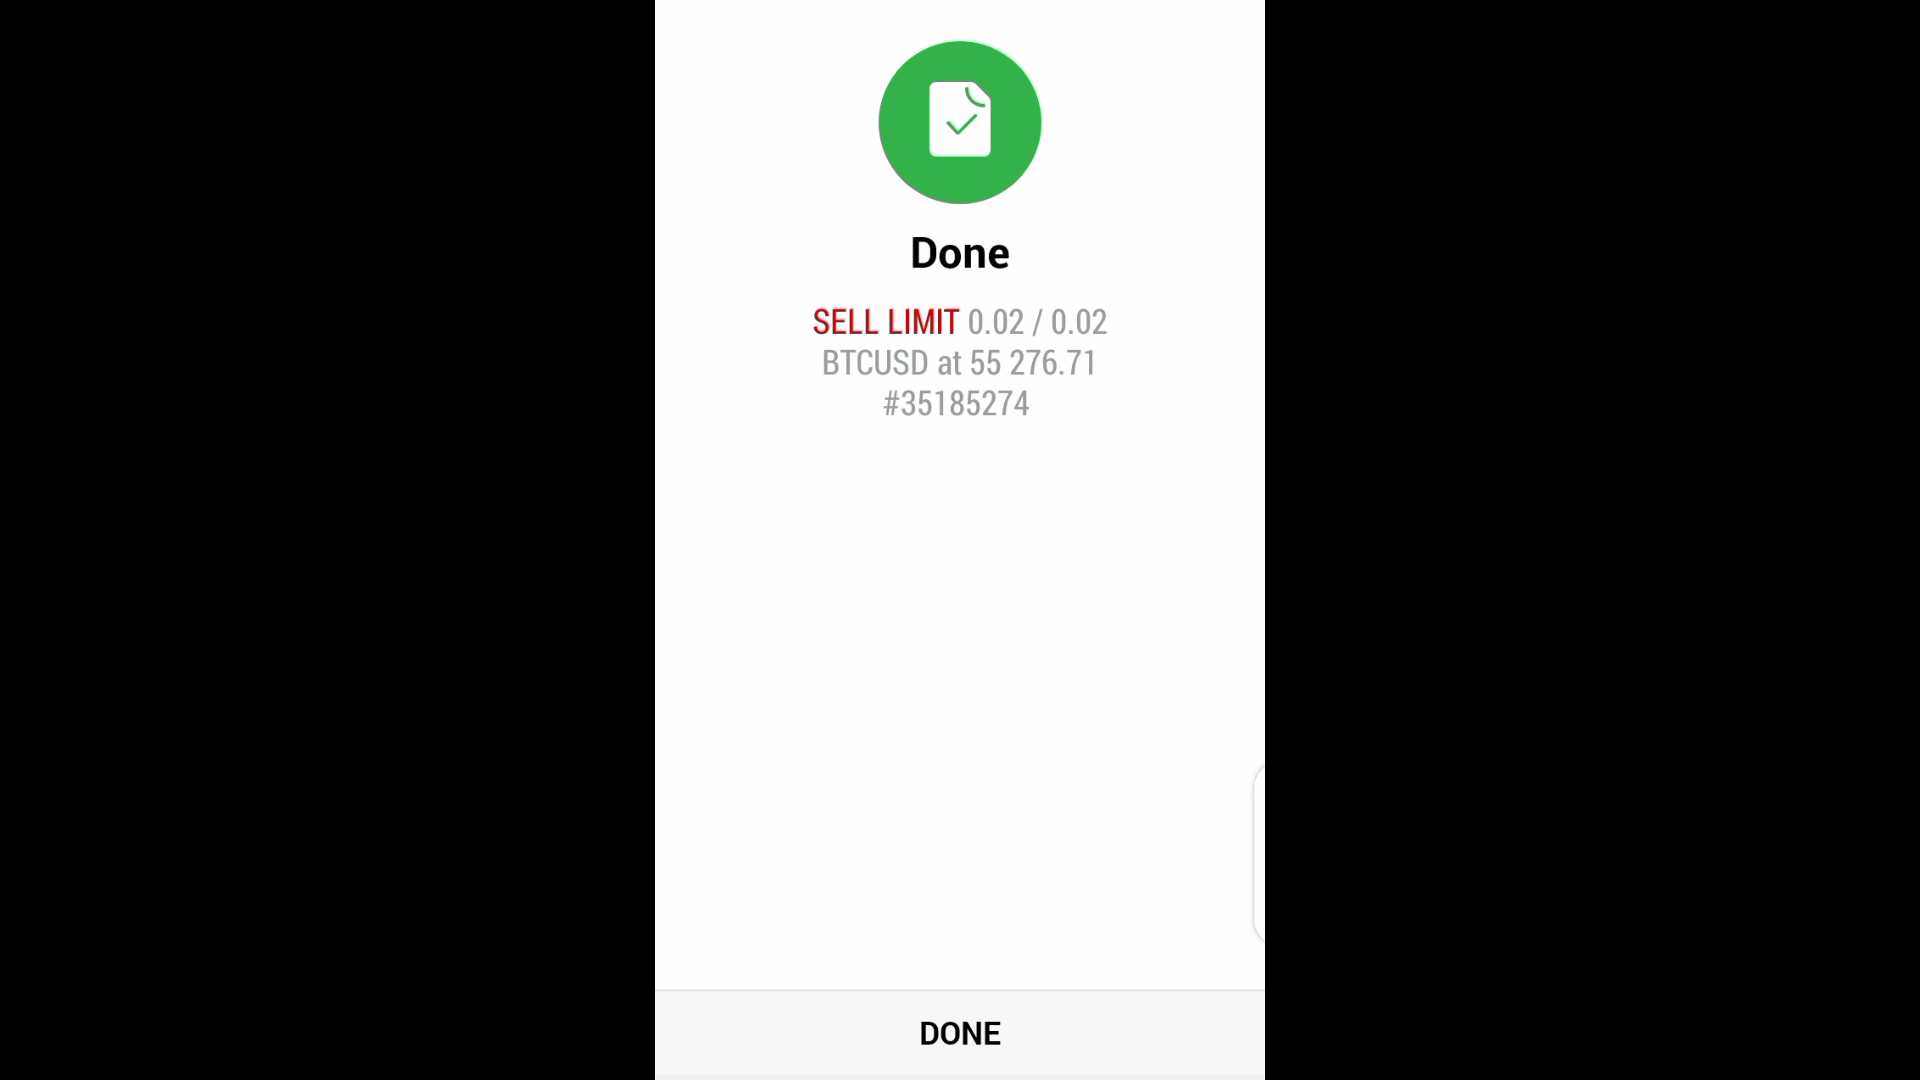 Done
SELL LIMIT 0.02 / 0.02
BTCUSD at 55 276.71
#35185274
DONE